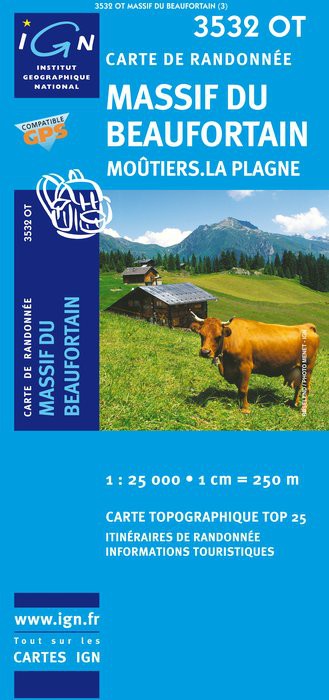 3532 OT MASSIF DU BEAUFORTAIN (3)
IGN
INSTITUT
GEOGRAPHIQUE
NATIONAL
3532 OT
CARTE DE RANDONNÉE
MASSIF DU
BEAUFORTAIN
MOÛTIERS.LA PLAGNE
COMPATIBLE
GPS
3532 OT
CARTE DE RANDONNÉE
MASSIF DU
BEAUFORTAIN
1 : 25 000 • 1 cm = 250 m
CARTE TOPOGRAPHIQUE TOP 25
ITINÉRAIRES DE RANDONNÉE
INFORMATIONS TOURISTIQUES
www.ign.fr
Tout sur les
CARTES IGN